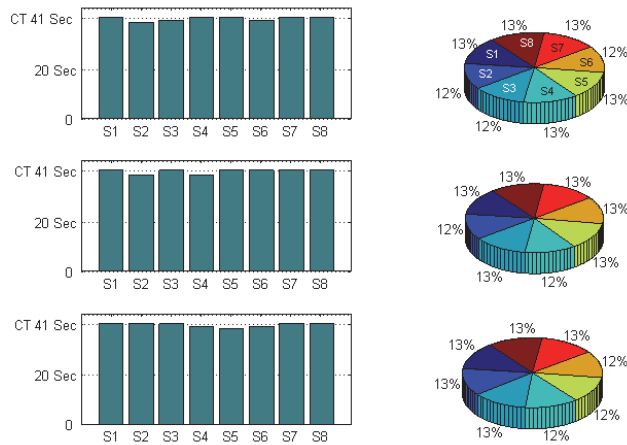 CT 41 Sec
20 Sec
0
S1 S2 S3 S4 S5 S6 S7 S8
13% 13%
13% S8 S7 12%
S1 S6
S2 S5
12% S3 S4 13%
12% 13%
CT 41 Sec
20 Sec
0
S1 S2 S3 S4 S5 S6 S7 S8
13% 13%
13% 13%
12% 13%
13% 12%
CT 41 Sec
20 Sec
0
S1 S2 S3 S4 S5 S6 S7 S8
13% 13%
13% 12%
13% 12%
13% 12%